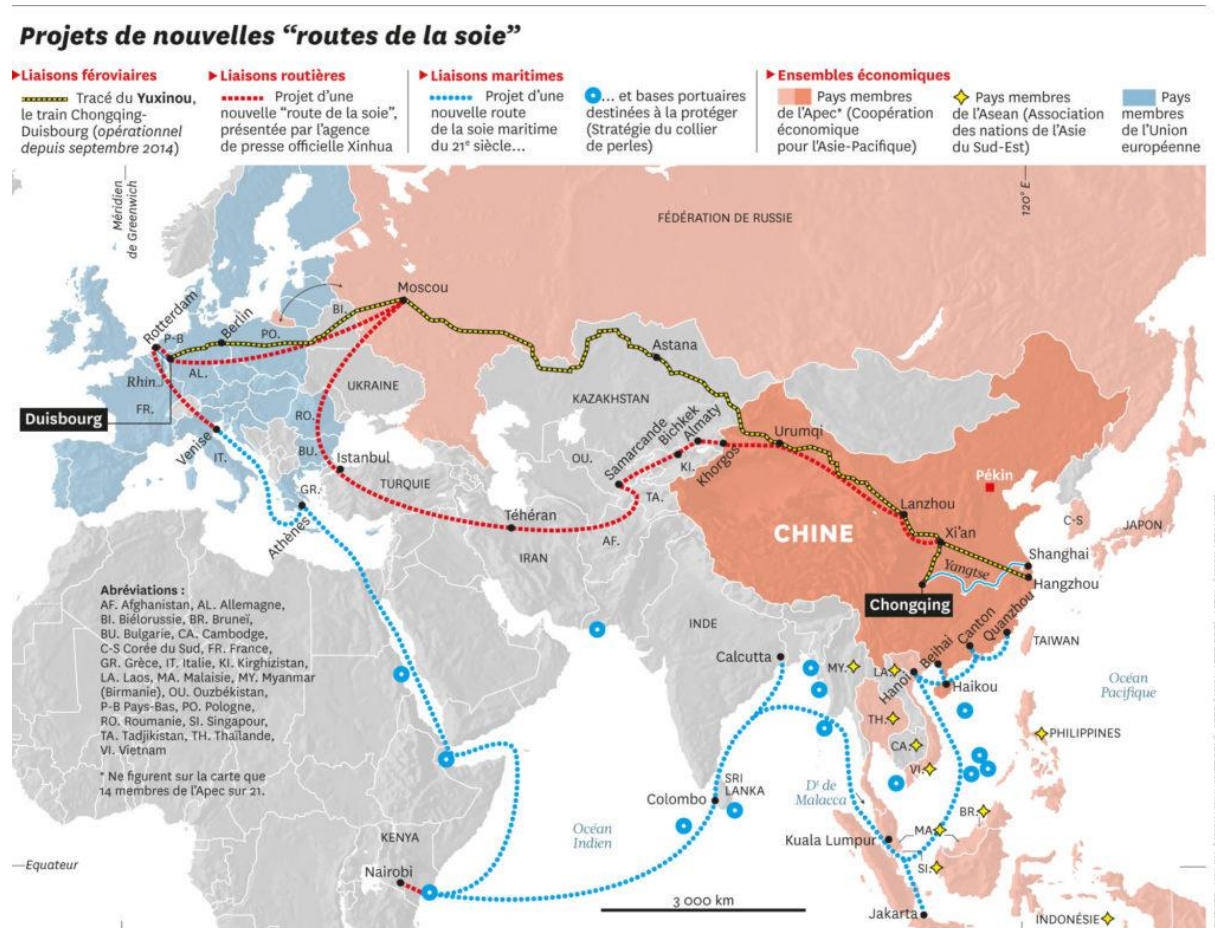 Projets de nouvelles “routes de la soie”
▶Liaisons féroviaires
Tracé du Yuxinou,
le train Chongqing-
Duisbourg (opérationnel
depuis septembre 2014)
▶Liaisons routières
Projet d’une
nouvelle “route de la soie”,
présentée par l’agence
de presse officielle Xinhua
▶Liaisons maritimes
Projet d’une
nouvelle route
de la soie maritime
du 21e siècle…
… et bases portuaires
destinées à la protéger
(Stratégie du collier
de perles)
▶Ensembles économiques
Pays membres
de l’Apec* (Coopération
économique
pour l’Asie-Pacifique)
Pays membres
de l’Asean (Association
des nations de l’Asie
du Sud-Est)
Pays
membres
de l’Union
européenne
Méridien
de Greenwich
120° E
FÉDÉRATION DE RUSSIE
Moscou
Rotterdam
P-B
Berlin
PO.
BI.
AL.
Rhin
FR.
Duisbourg
UKRAINE
Astana
KAZAKHSTAN
RO.
Venise
IT.
BU.
Istanbul
TURQUIE
GR.
Athènes
OU.
Samarcande
Bichkek
Almaty
KI.
Khorgos
Urumqi
TA.
Téhéran
IRAN
AF.
Pékin
CHINE
Lanzhou
Xi’an
C-S
JAPON
Shanghai
Yangtse
Hangzhou
Chongqing
Abréviations :
AF. Afghanistan, AL. Allemagne,
BI. Biélorussie, BR. Bruneï,
BU. Bulgarie, CA. Cambodge,
C-S Corée du Sud, FR. France,
GR. Grèce, IT. Italie, KI. Kirghizistan,
LA. Laos, MA. Malaisie, MY. Myanmar
(Birmanie), OU. Ouzbékistan,
P-B Pays-Bas, PO. Pologne,
RO. Roumanie, SI. Singapour,
TA. Tadjikistan, TH. Thaïlande,
VI. Vietnam
* Ne figurent sur la carte que
14 membres de l’Apec sur 21.
INDE
Calcutta
MY.
LA.
Hanoi
Beihai
Canton
Quanzhou
TAIWAN
Haikou
Océan
Pacifique
TH.
CA.
VI.
PHILIPPINES
SRI
LANKA
Colombo
Dt de
Malacca
BR.
Océan
Indien
KENYA
Kuala Lumpur
MA.
Equateur
Nairobi
SI.
3 000 km
Jakarta
INDONÉSIE